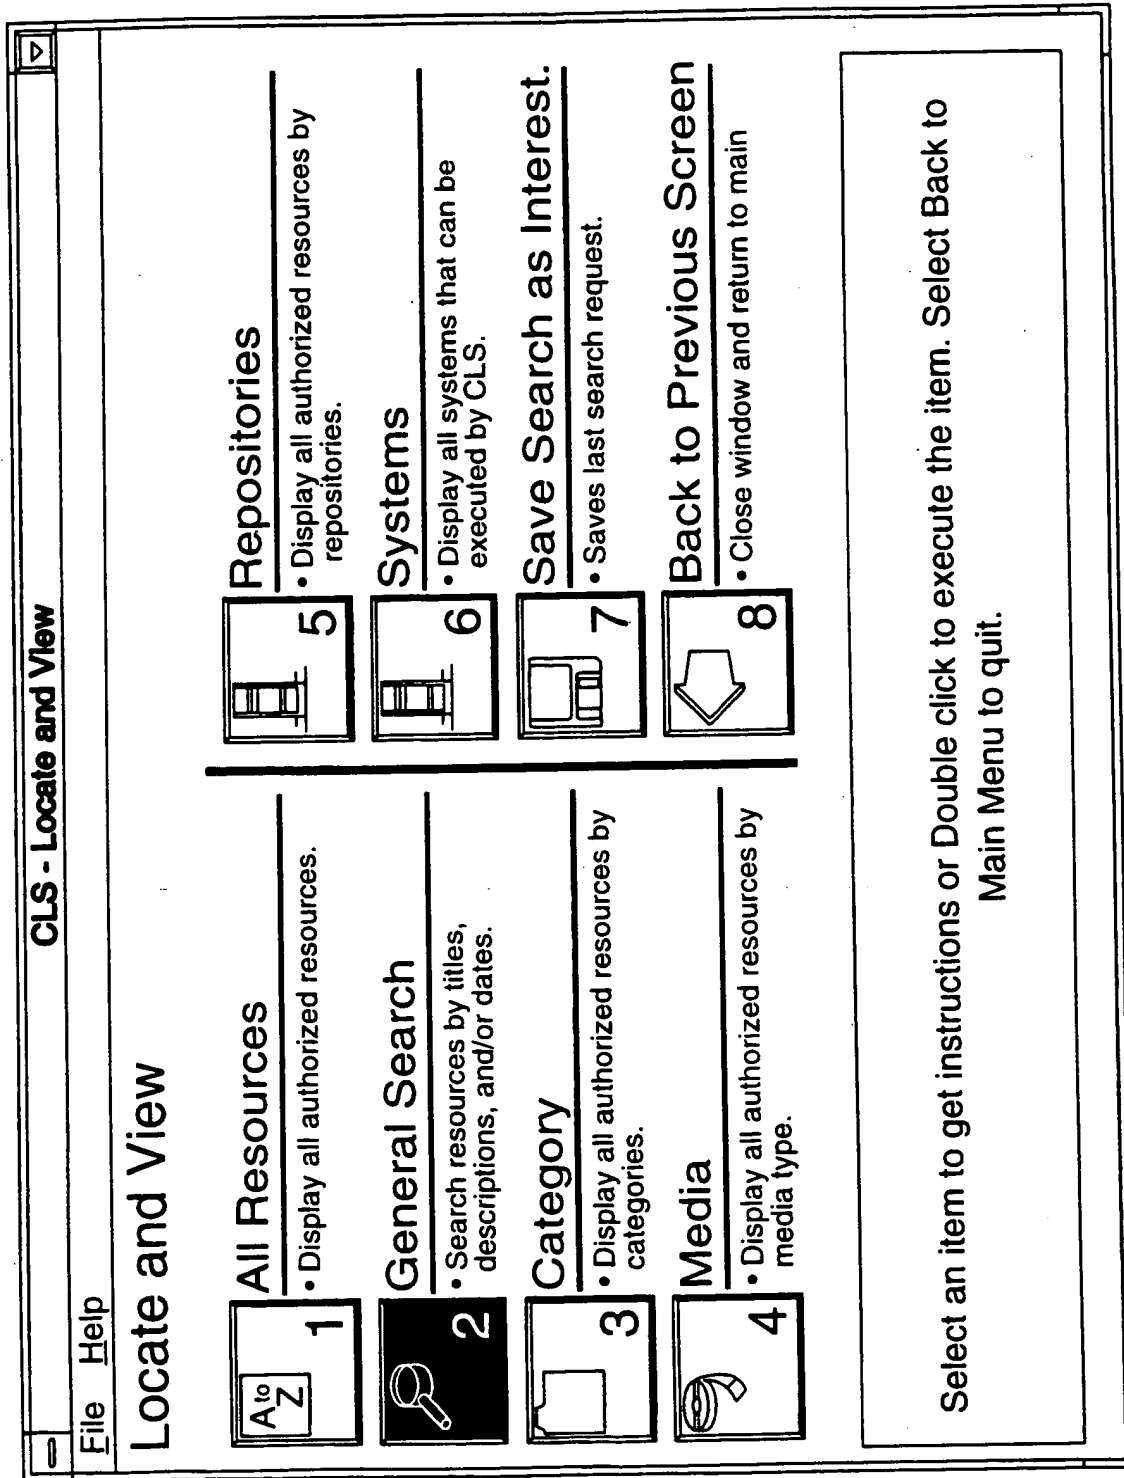 CLS - Locate and View
File Help
Locate and View
A to
Z
1
All Resources
• Display all authorized resources.
2
General Search
• Search resources by titles,
descriptions, and/or dates.
3
Category
• Display all authorized resources by
categories.
4
Media
• Display all authorized resources by
media type.
5
Repositories
• Display all authorized resources by
repositories.
6
Systems
• Display all systems that can be
executed by CLS.
7
Save Search as Interest.
• Saves last search request.
8
Back to Previous Screen
• Close window and return to main
Select an item to get instructions or Double click to execute the item. Select Back to
Main Menu to quit.